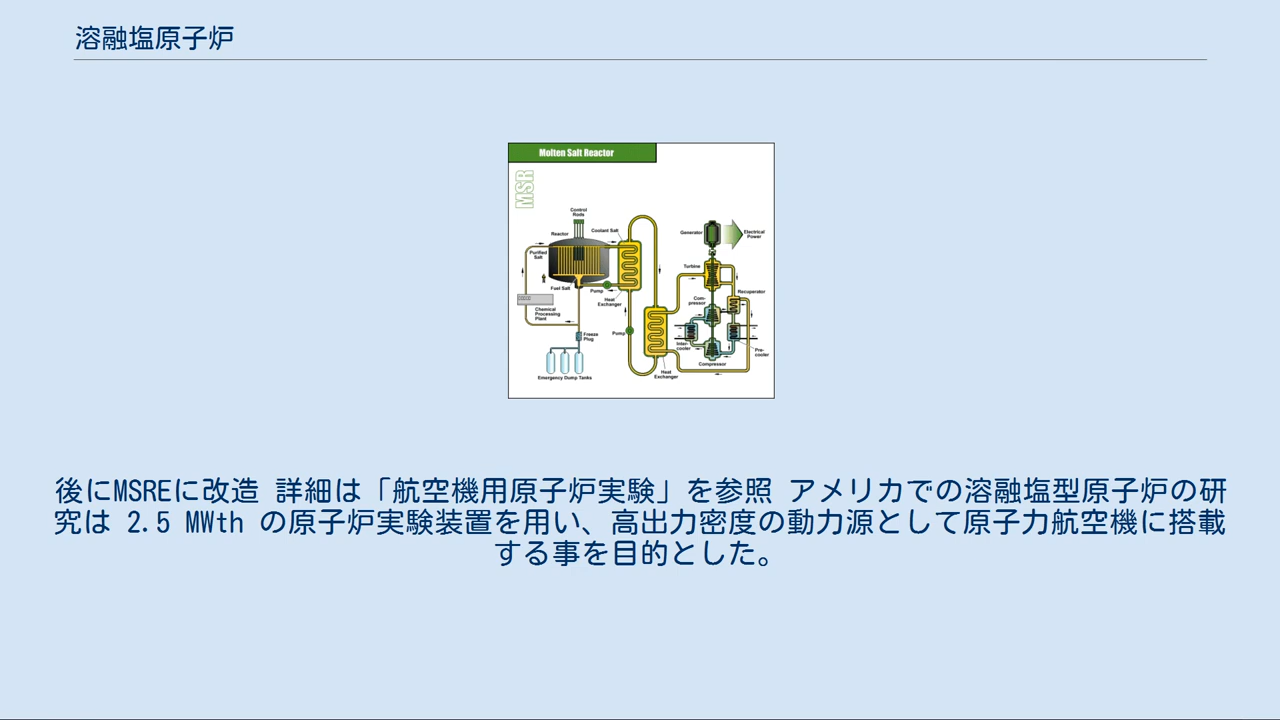 溶融塩原子炉
Molten Salt Reactor
MSR
Control
Rods
Reactor
Coolant Salt
Purified
Salt
Fuel Salt
Pump
Heat
Exchanger
Chemical
Processing
Plant
Freeze
Plug
Pump
Emergency Dump Tanks
Heat
Exchanger
Generator
Electrical
Power
Turbine
Recuperator
Com-
pressor
Inter-
cooler
Pre-
cooler
Compressor
後にMSREに改造 詳細は「航空機用原子炉実験」を参照 アメリカでの溶融塩型原子炉の研
究は 2.5 MWth の原子炉実験装置を用い、高出力密度の動力源として原子力航空機に搭載
する事を目的とした。